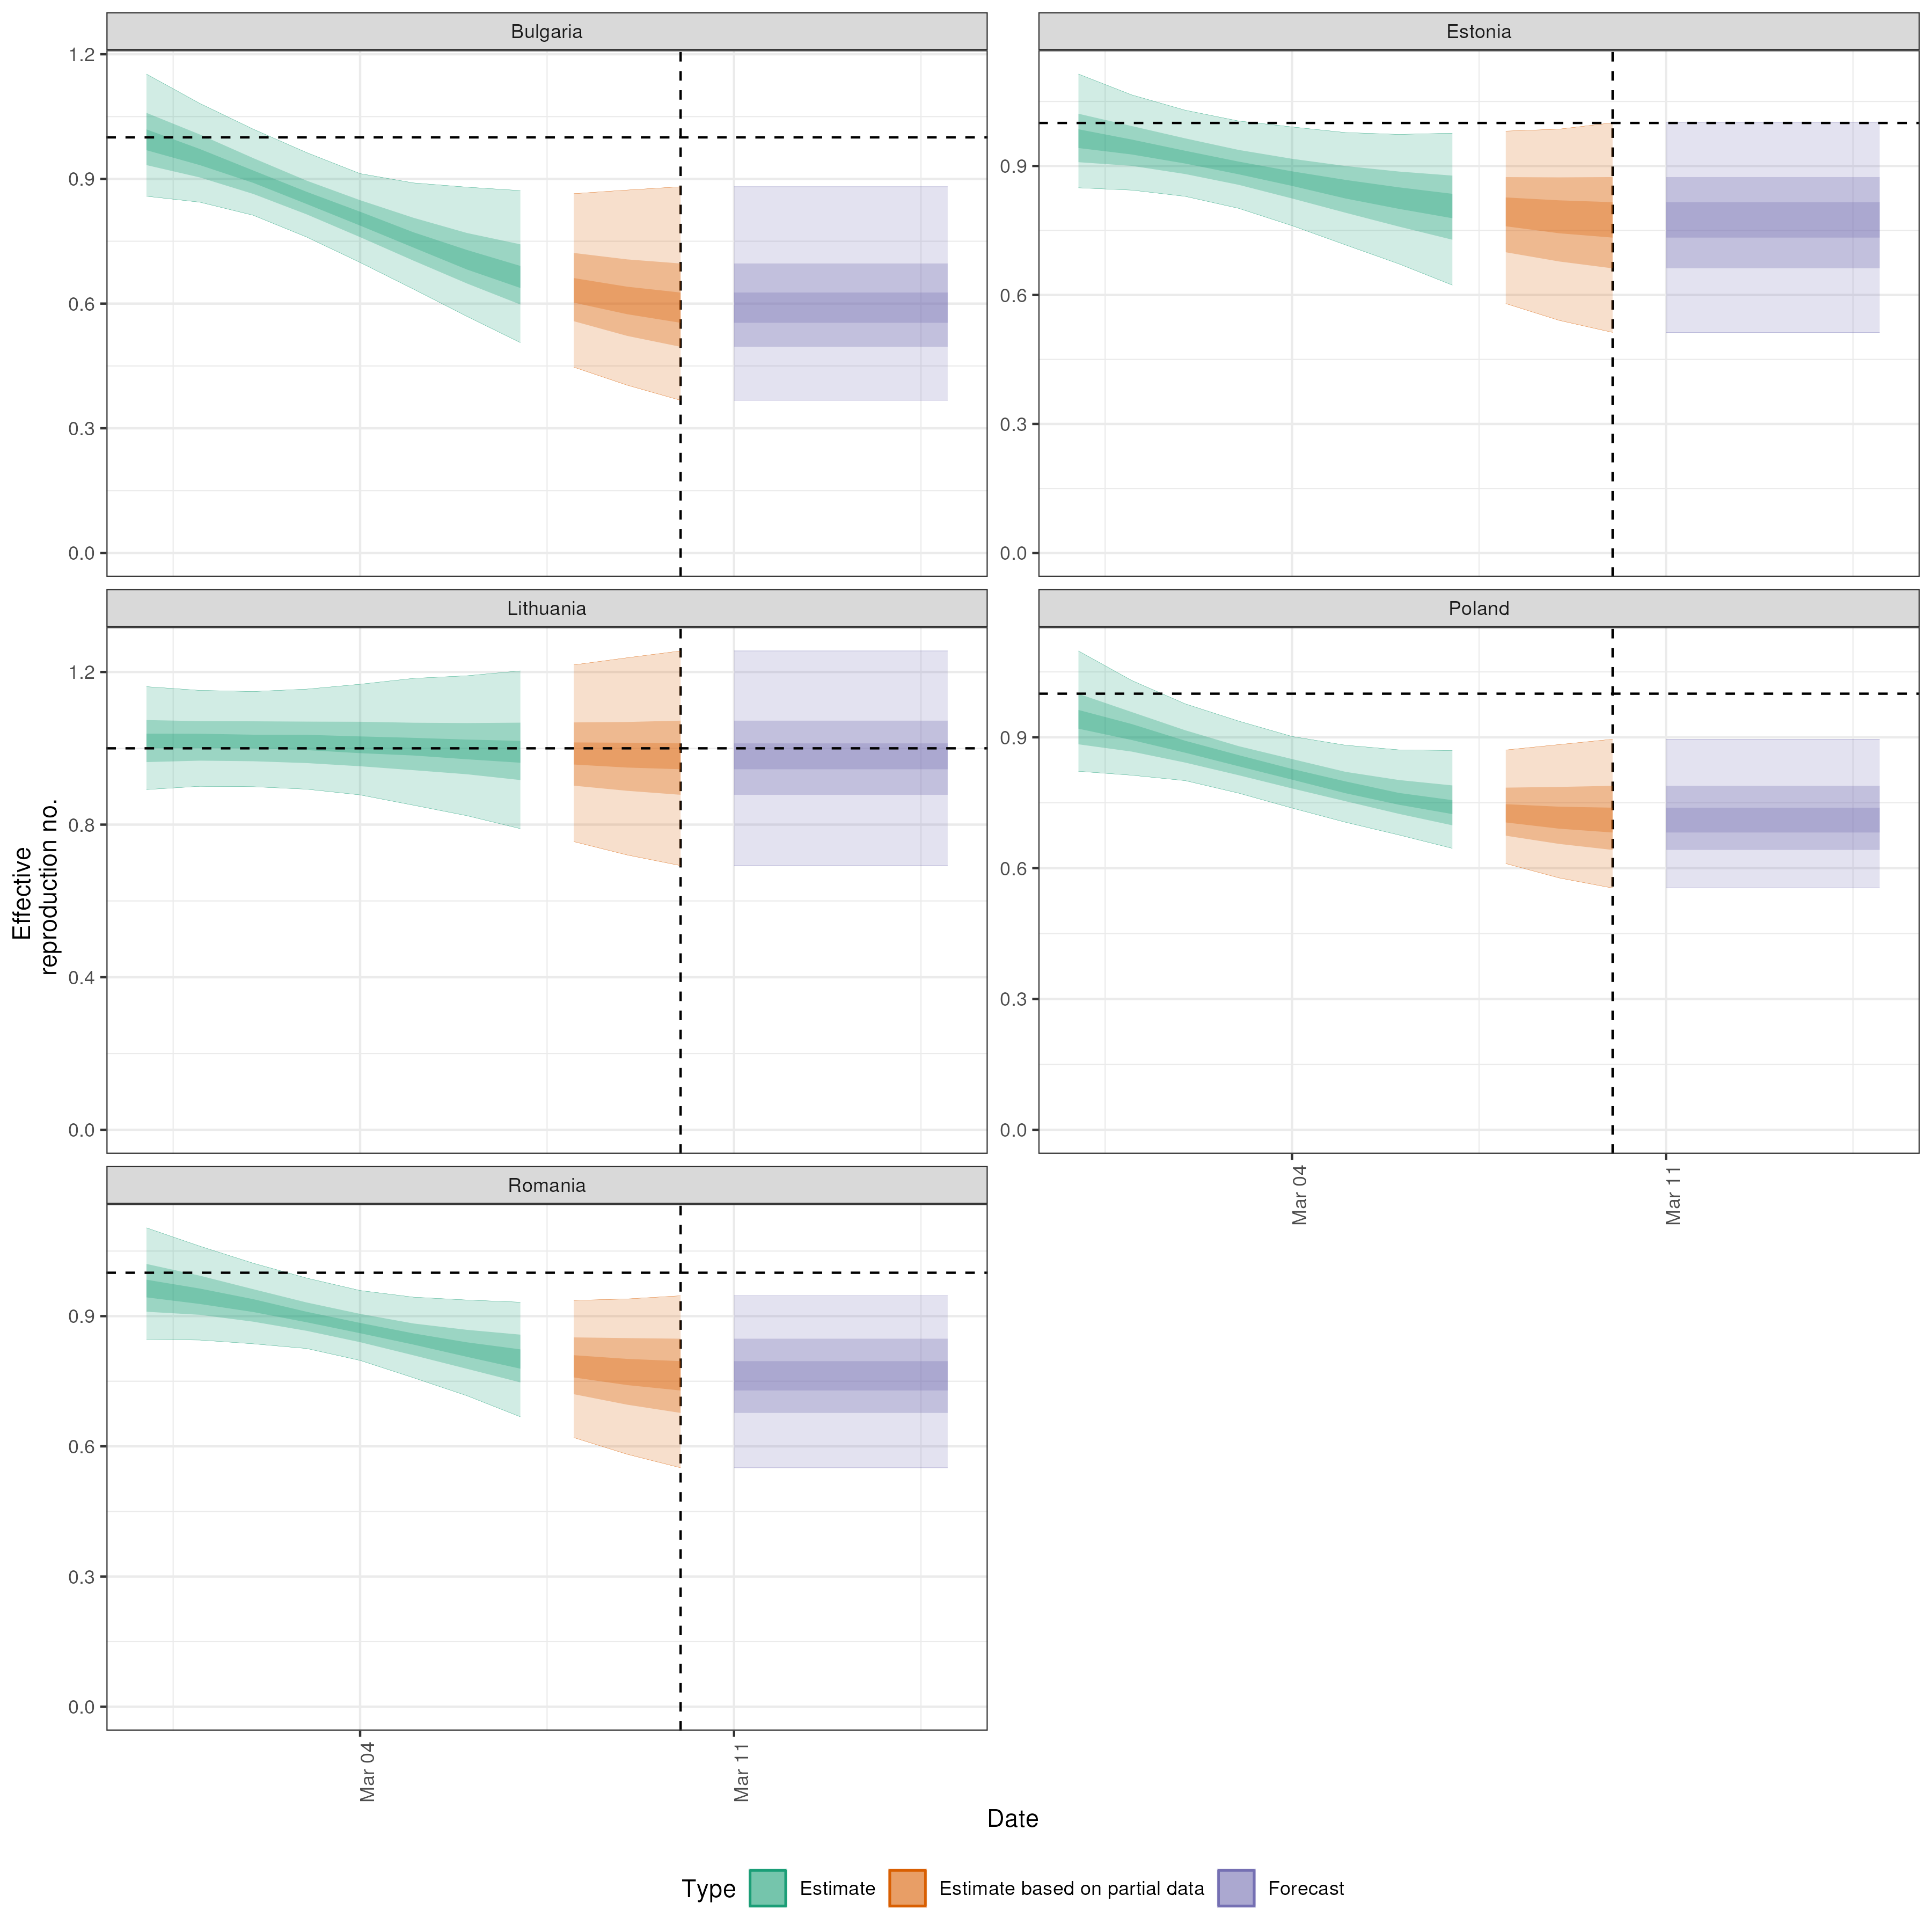 Bulgaria
Estonia
1.2
0.9
0.6
0.3
0.0
0.9
0.6
0.3
0.0
Lithuania
Poland
1.2
0.8
0.4
0.0
0.9
0.6
0.3
0.0
Mar 04
Mar 11
Effective
reproduction no.
Romania
0.9
0.6
0.3
0.0
Mar 04
Mar 11
Date
Type Estimate Estimate based on partial data Forecast